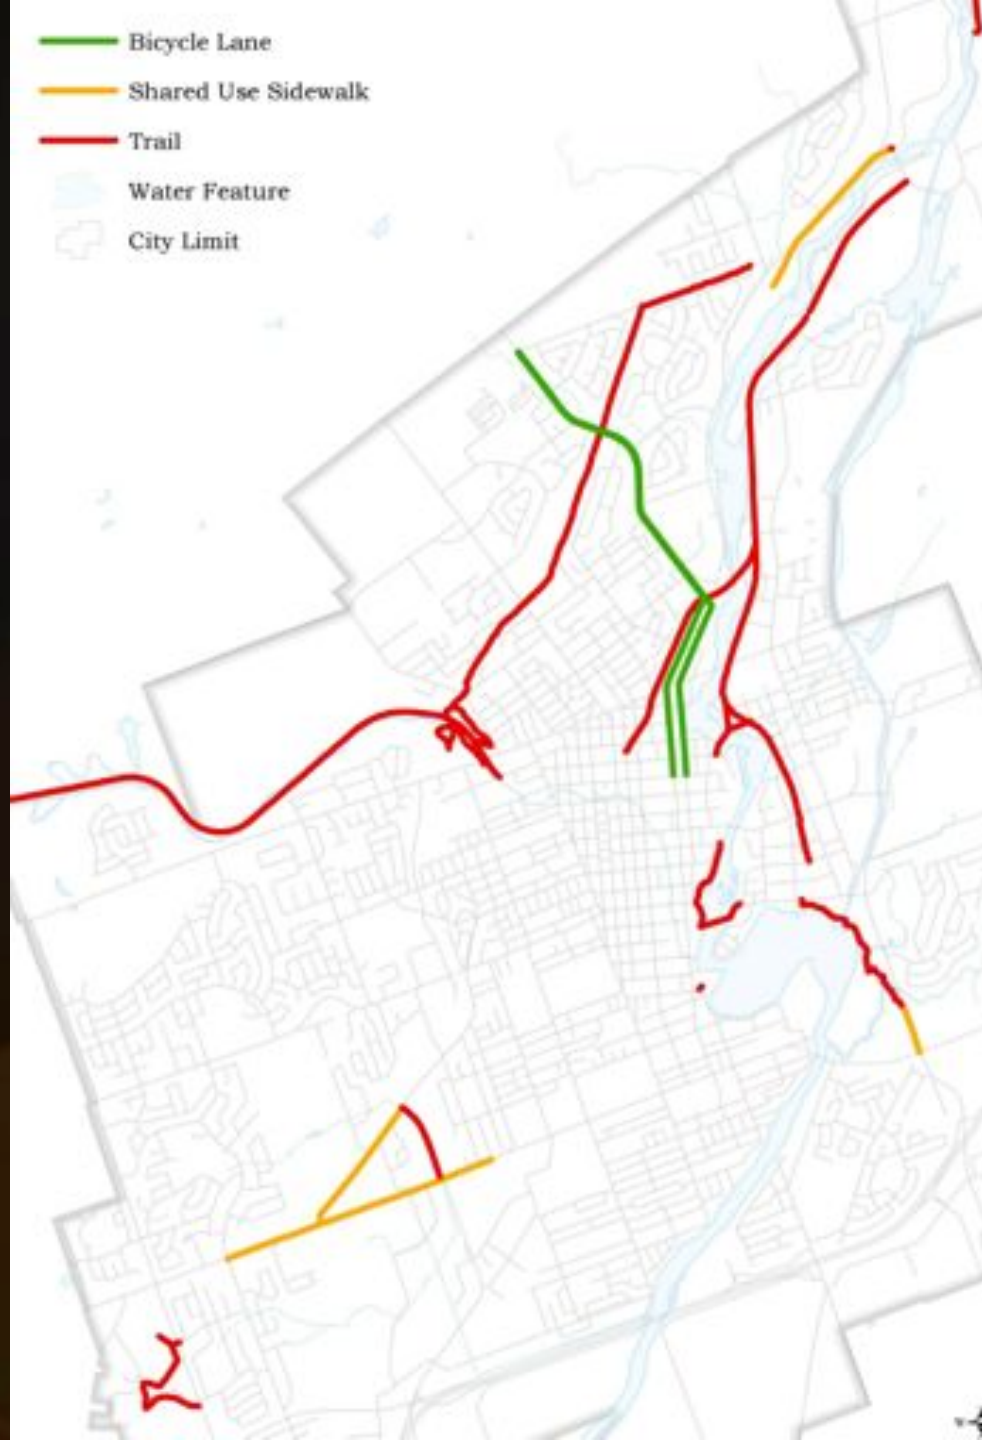 Bicycle Lane
Shared Use Sidewalk
Trail
Water Feature
City Limit